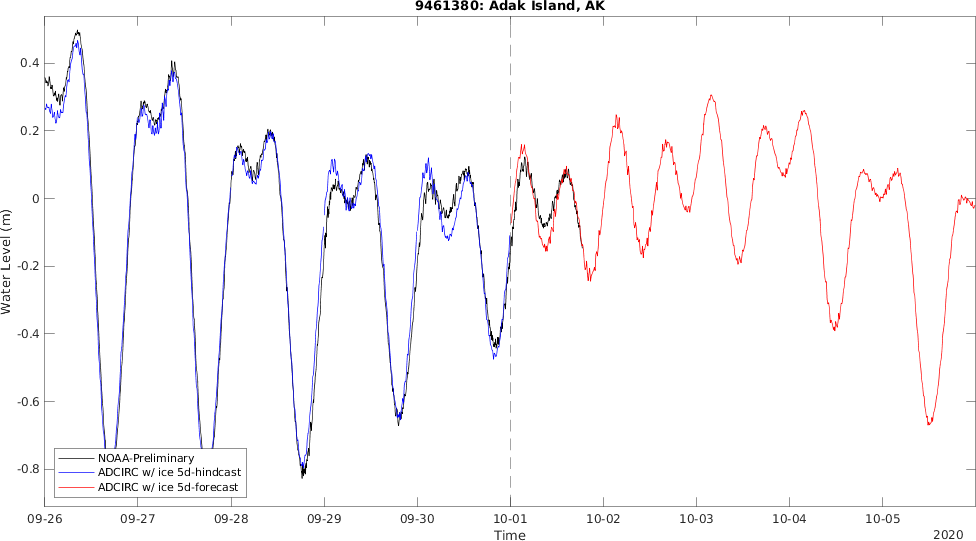 9461380: Adak Island, AK
Water Level (m)
0.4
0.2
0
-0.2
-0.4
-0.6
-0.8
NOAA-Preliminary
ADCIRC w/ ice 5d-hindcast
ADCIRC w/ ice 5d-forecast
09-26 09-27 09-28 09-29 09-30 10-01 10-02 10-03 10-04 10-05
Time
2020